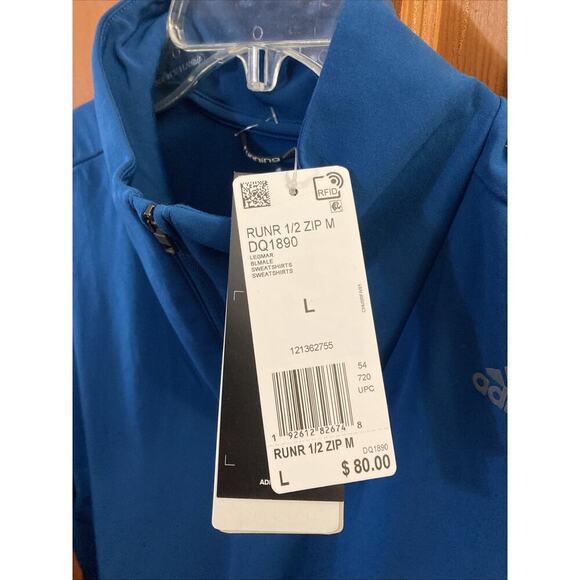 RFID
RUNR 1/2 ZIP M
DQ1890
LEGMAR
BLMALE
SWEATSHIRTS
SWEATSHIRTS
L
121362755
54
720
UPC
1 92612 82674 8
RUNR 1/2 ZIP M
DQ1890
L
$ 80.00